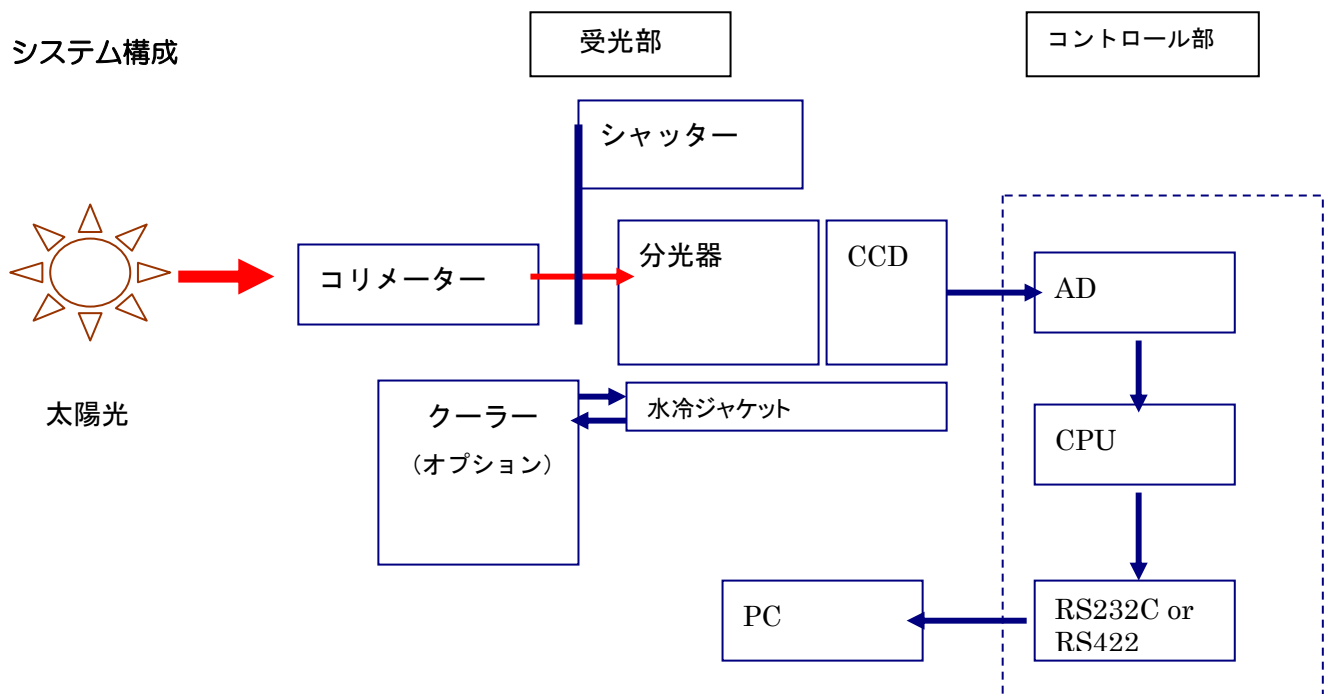 システム構成
受光部
コントロール部
シャッター
コリメーター
分光器
CCD
AD
太陽光
クーラー
（オプション）
水冷ジャケット
CPU
PC
RS232C or
RS422